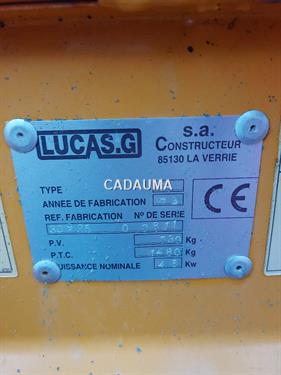 LUCAS.G
s.a.
CONSTRUCTEUR
85130 LA VERRIE
TYPE
CADAUMA
ANNEE DE FABRICATION
REF. FABRICATION N° DE SERIE
P.V. Kg
P.T.C. Kg
PUISSANCE NOMINALE Kw
CE